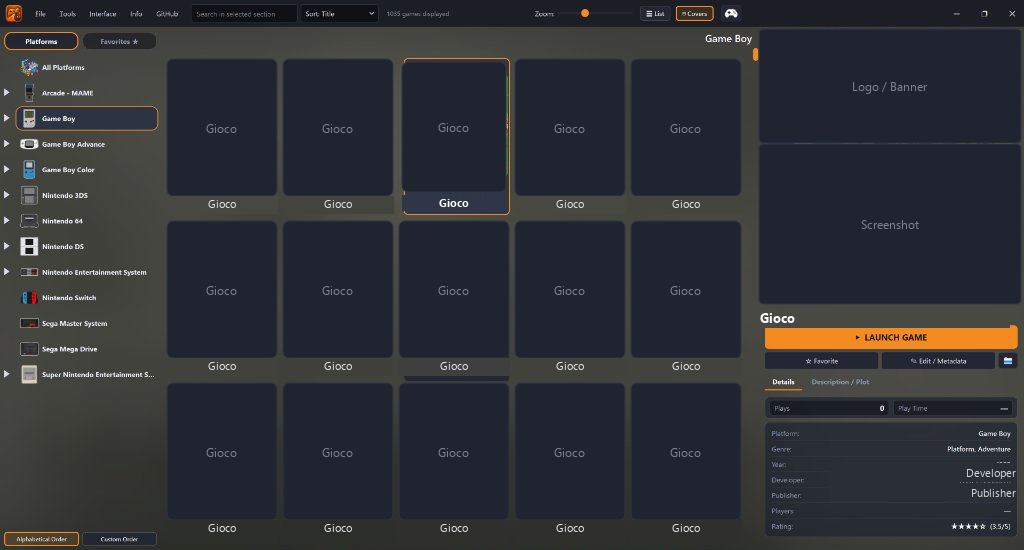 File Tools Interface Info GitHub Search in selected section Sort: Title 1035 games displayed Zoom: ☰ List Covers
Platforms Favorites ★
All Platforms
Arcade - MAME
Game Boy
Game Boy Advance
Game Boy Color
Nintendo 3DS
Nintendo 64
Nintendo DS
Nintendo Entertainment System
Nintendo Switch
Sega Master System
Sega Mega Drive
Super Nintendo Entertainment S...
Alphabetical Order Custom Order
Game Boy
Gioco Gioco Gioco Gioco Gioco
Gioco Gioco Gioco Gioco Gioco
Gioco Gioco Gioco Gioco Gioco
Gioco Gioco Gioco Gioco Gioco
Gioco Gioco Gioco Gioco Gioco
Gioco Gioco Gioco Gioco Gioco
Logo / Banner
Screenshot
Gioco
▶ LAUNCH GAME
☆ Favorite ✎ Edit / Metadata
Details Description / Plot
Plays 0 Play Time —
Platform: Game Boy
Genre: Platform, Adventure
Year:
Developer: Developer
Publisher: Publisher
Players —
Rating: ★★★★☆ (3.5/5)